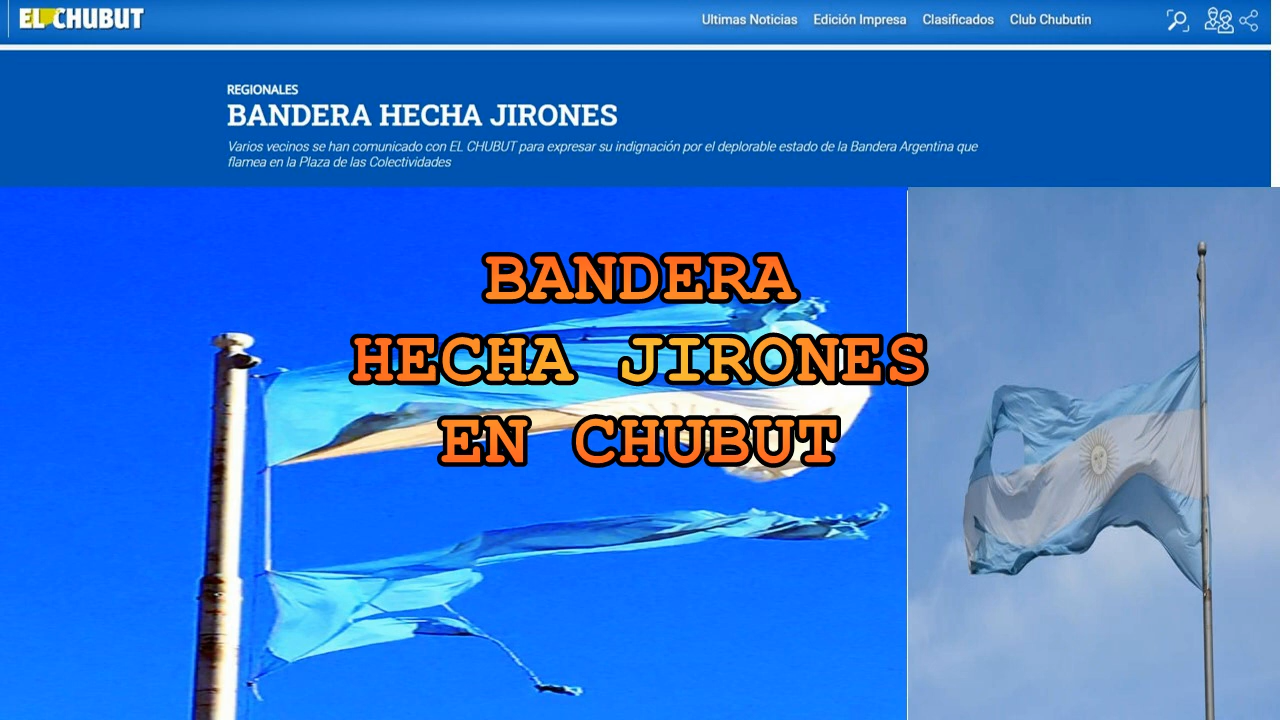 EL CHUBUT
Ultimas Noticias Edición Impresa Clasificados Club Chubutin
REGIONALES
BANDERA HECHA JIRONES
Varios vecinos se han comunicado con EL CHUBUT para expresar su indignación por el deplorable estado de la Bandera Argentina que
flamea en la Plaza de las Colectividades
BANDERA
HECHA JIRONES
EN CHUBUT